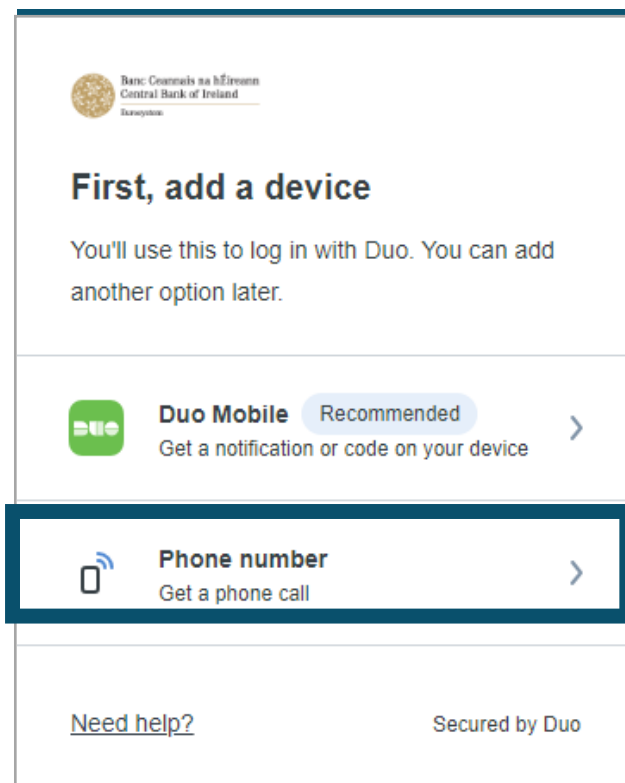 Banc Ceannais na hÉireann
Central Bank of Ireland
Eurosystem
First, add a device
You'll use this to log in with Duo. You can add
another option later.
DUO
Duo Mobile Recommended
Get a notification or code on your device
Phone number
Get a phone call
Need help? Secured by Duo